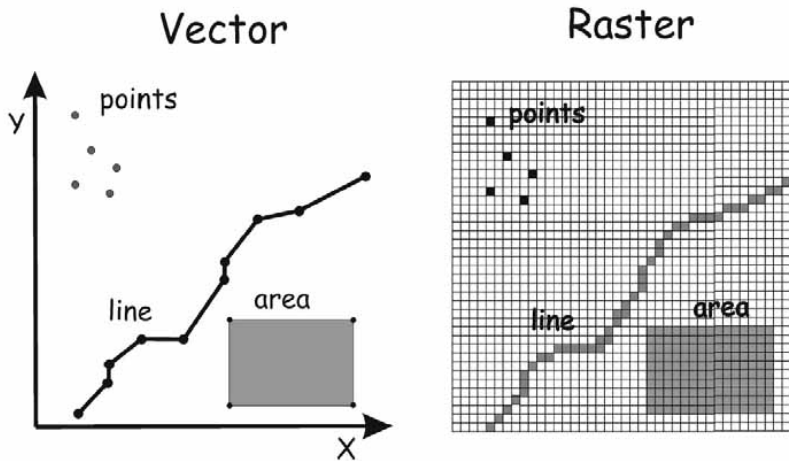 Vector
Y
points
line
area
X
Raster
points
line
area